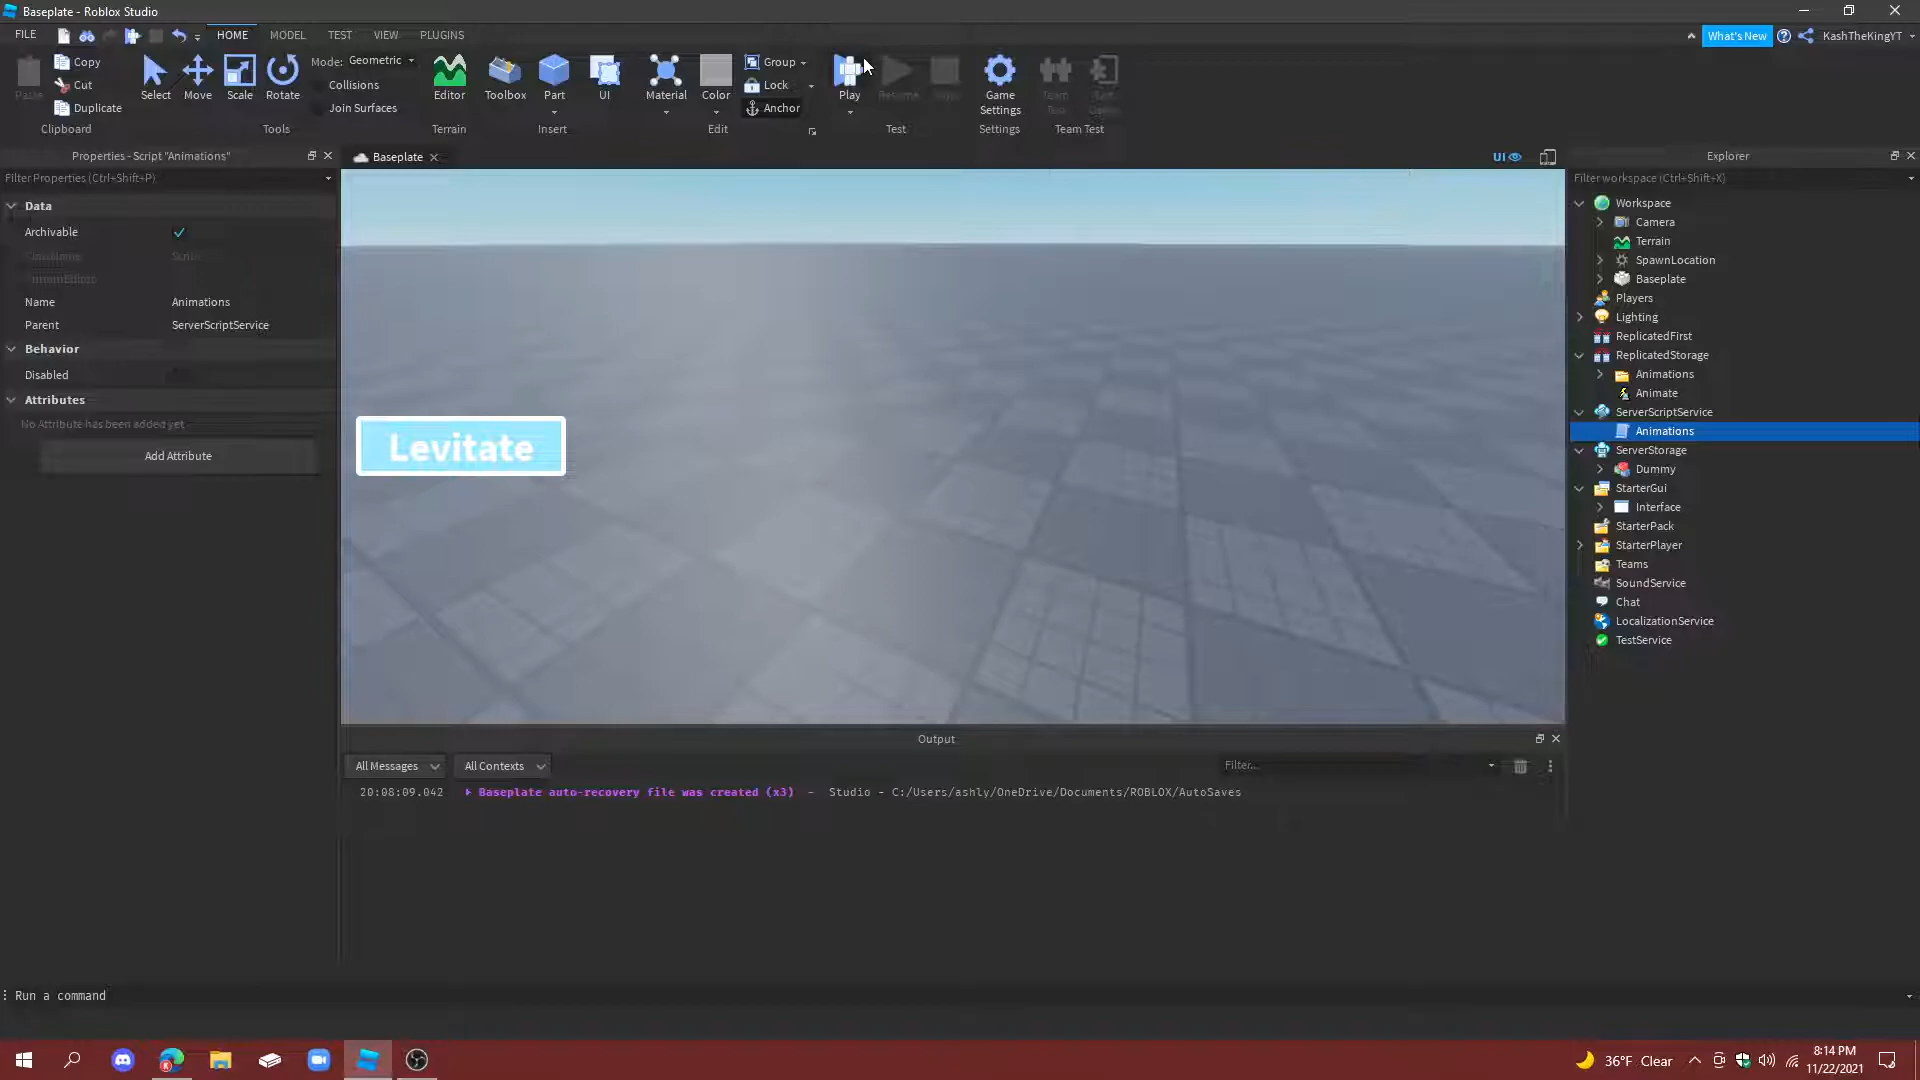 Baseplate - Roblox Studio
FILE
HOME
MODEL
TEST
VIEW
PLUGINS
What's New
KashTheKingYT
Paste
Copy
Cut
Duplicate
Clipboard
Select
Move
Scale
Rotate
Mode: Geometric
Collisions
Join Surfaces
Tools
Editor
Terrain
Toolbox
Part
UI
Insert
Material
Color
Group
Lock
Anchor
Edit
Play
Resume
Test
Game
Settings
Settings
Team
Test
Team Test
Properties - Script "Animations"
Filter Properties (Ctrl+Shift+P)
Data
Archivable
ClassName Script
Name Animations
Parent ServerScriptService
Behavior
Disabled
Attributes
No Attribute has been added yet
Add Attribute
Baseplate
UI
Levitate
Output
All Messages
All Contexts
Filter...
20:08:09.042 Baseplate auto-recovery file was created (x3) - Studio - C:/Users/ashly/OneDrive/Documents/ROBLOX/AutoSaves
Explorer
Filter workspace (Ctrl+Shift+X)
Workspace
Camera
Terrain
SpawnLocation
Baseplate
Players
Lighting
ReplicatedFirst
ReplicatedStorage
Animations
Animate
ServerScriptService
Animations
ServerStorage
Dummy
StarterGui
Interface
StarterPack
StarterPlayer
Teams
SoundService
Chat
LocalizationService
TestService
Run a command
36°F Clear
8:14 PM
11/22/2021